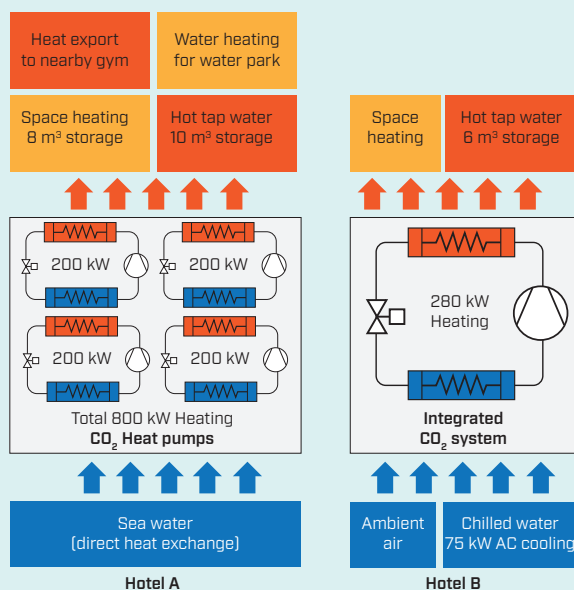 Heat export
to nearby gym
Water heating
for water park
Space heating
8 m³ storage
Hot tap water
10 m³ storage
200 kW
200 kW
200 kW
200 kW
Total 800 kW Heating
CO₂ Heat pumps
Sea water
(direct heat exchange)
Hotel A
Space
heating
Hot tap water
6 m³ storage
280 kW
Heating
Integrated
CO₂ system
Ambient
air
Chilled water
75 kW AC cooling
Hotel B